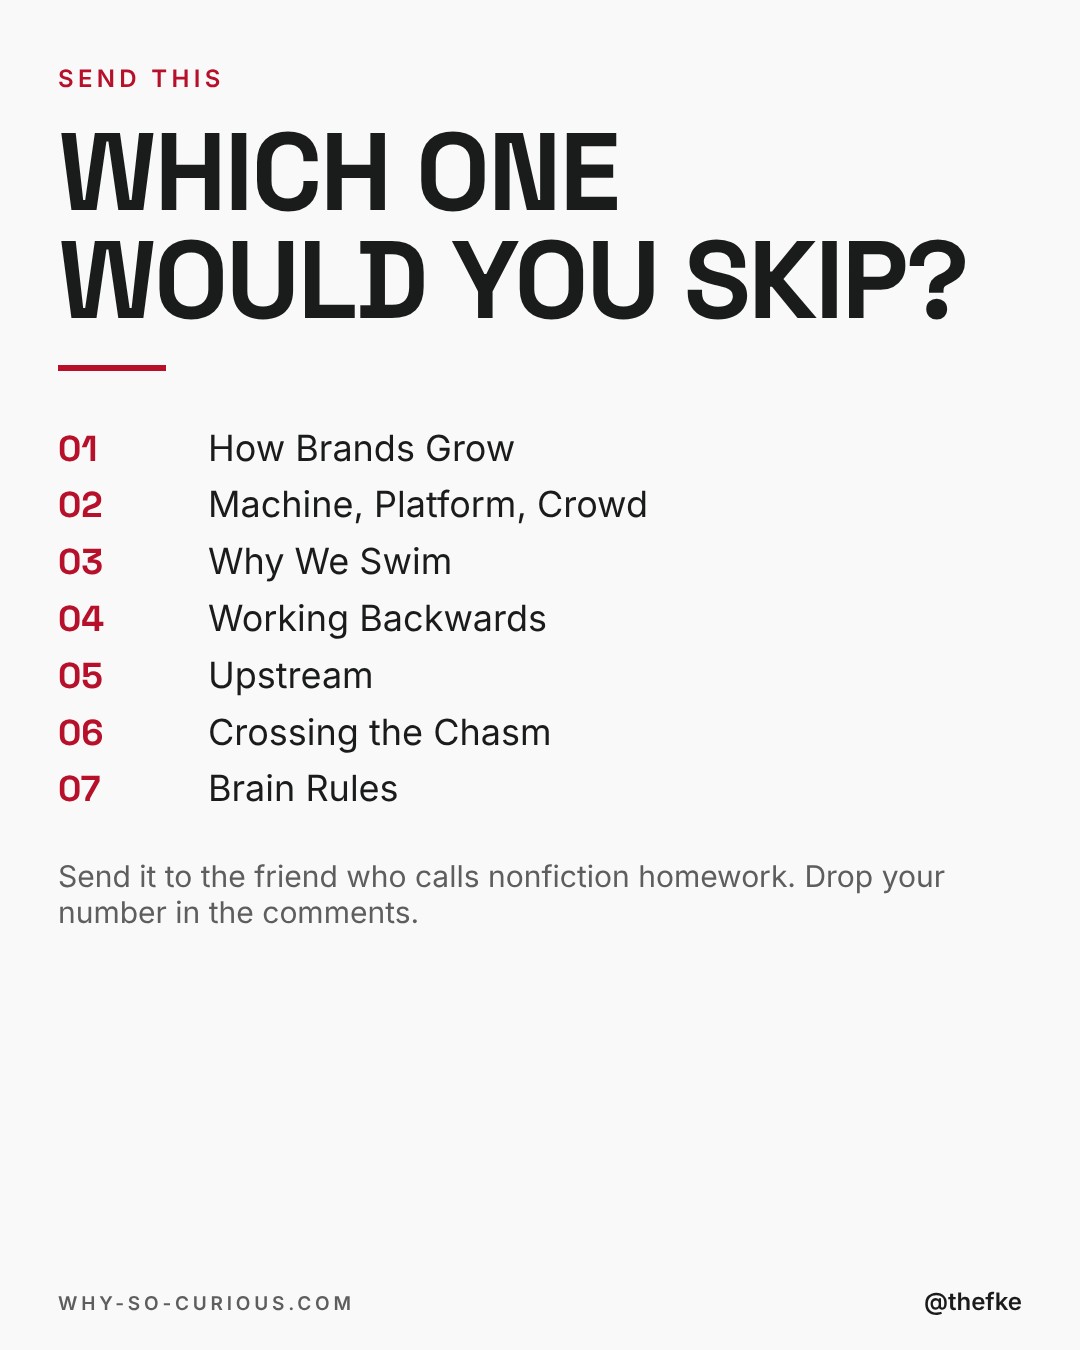 SEND THIS
WHICH ONE
WOULD YOU SKIP?
01 How Brands Grow
02 Machine, Platform, Crowd
03 Why We Swim
04 Working Backwards
05 Upstream
06 Crossing the Chasm
07 Brain Rules
Send it to the friend who calls nonfiction homework. Drop your
number in the comments.
WHY-SO-CURIOUS.COM @thefke